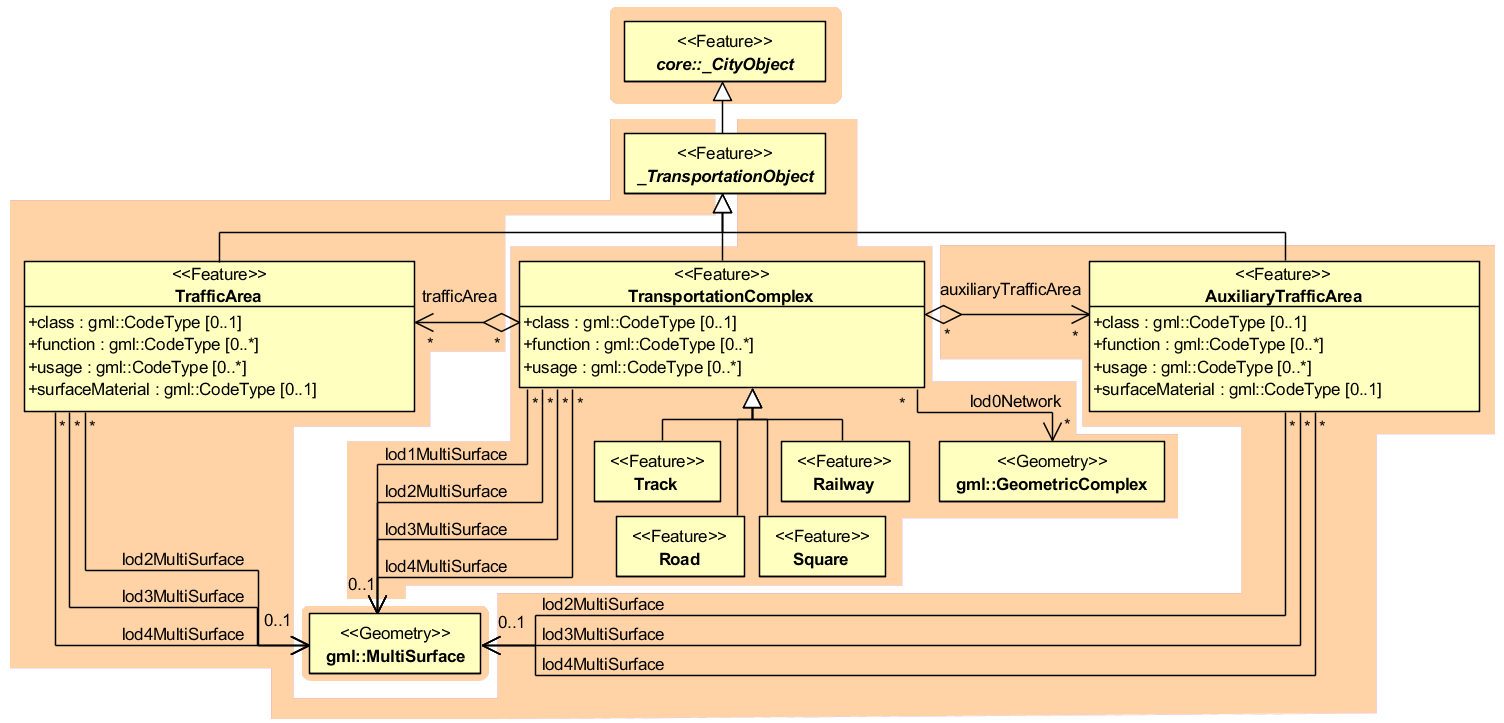 <<Feature>>
core::_CityObject
<<Feature>>
_TransportationObject
<<Feature>>
TrafficArea
+class : gml::CodeType [0..1]
+function : gml::CodeType [0..*]
+usage : gml::CodeType [0..*]
+surfaceMaterial : gml::CodeType [0..1]
trafficArea
*
*
<<Feature>>
TransportationComplex
+class : gml::CodeType [0..1]
+function : gml::CodeType [0..*]
+usage : gml::CodeType [0..*]
auxiliaryTrafficArea
*
*
<<Feature>>
AuxiliaryTrafficArea
+class : gml::CodeType [0..1]
+function : gml::CodeType [0..*]
+usage : gml::CodeType [0..*]
+surfaceMaterial : gml::CodeType [0..1]
* * *
* * * *
*
lod0Network
*
* * *
lod1MultiSurface
lod2MultiSurface
lod3MultiSurface
lod4MultiSurface
0..1
<<Feature>>
Track
<<Feature>>
Railway
<<Geometry>>
gml::GeometricComplex
<<Feature>>
Road
<<Feature>>
Square
lod2MultiSurface
lod3MultiSurface
lod4MultiSurface
0..1
<<Geometry>>
gml::MultiSurface
0..1
lod2MultiSurface
lod3MultiSurface
lod4MultiSurface